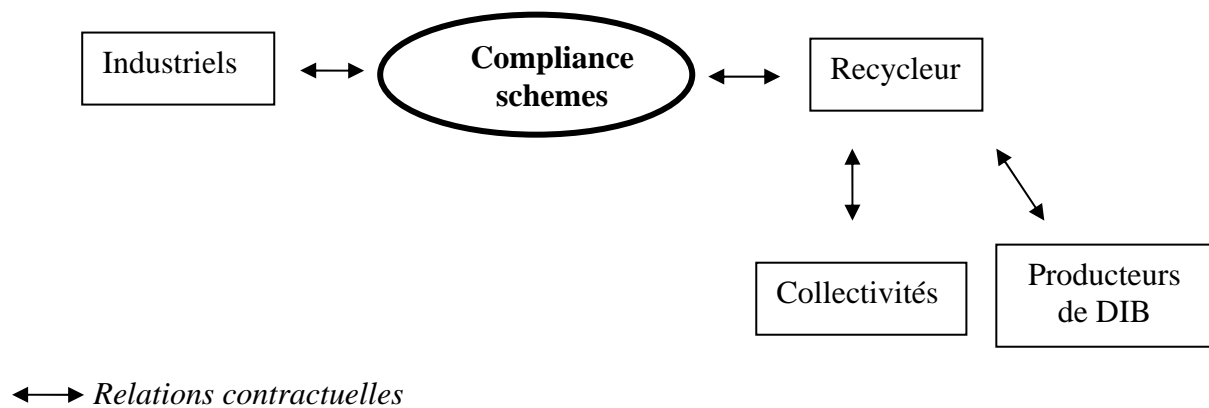 Industriels
Compliance
schemes
Recycleur
Collectivités
Producteurs
de DIB
Relations contractuelles